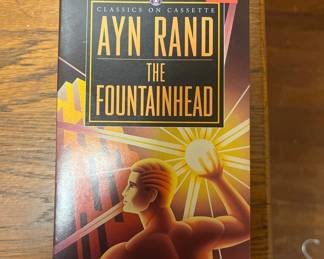 CLASSICS ON CASSETTE
AYN RAND
THE
FOUNTAINHEAD